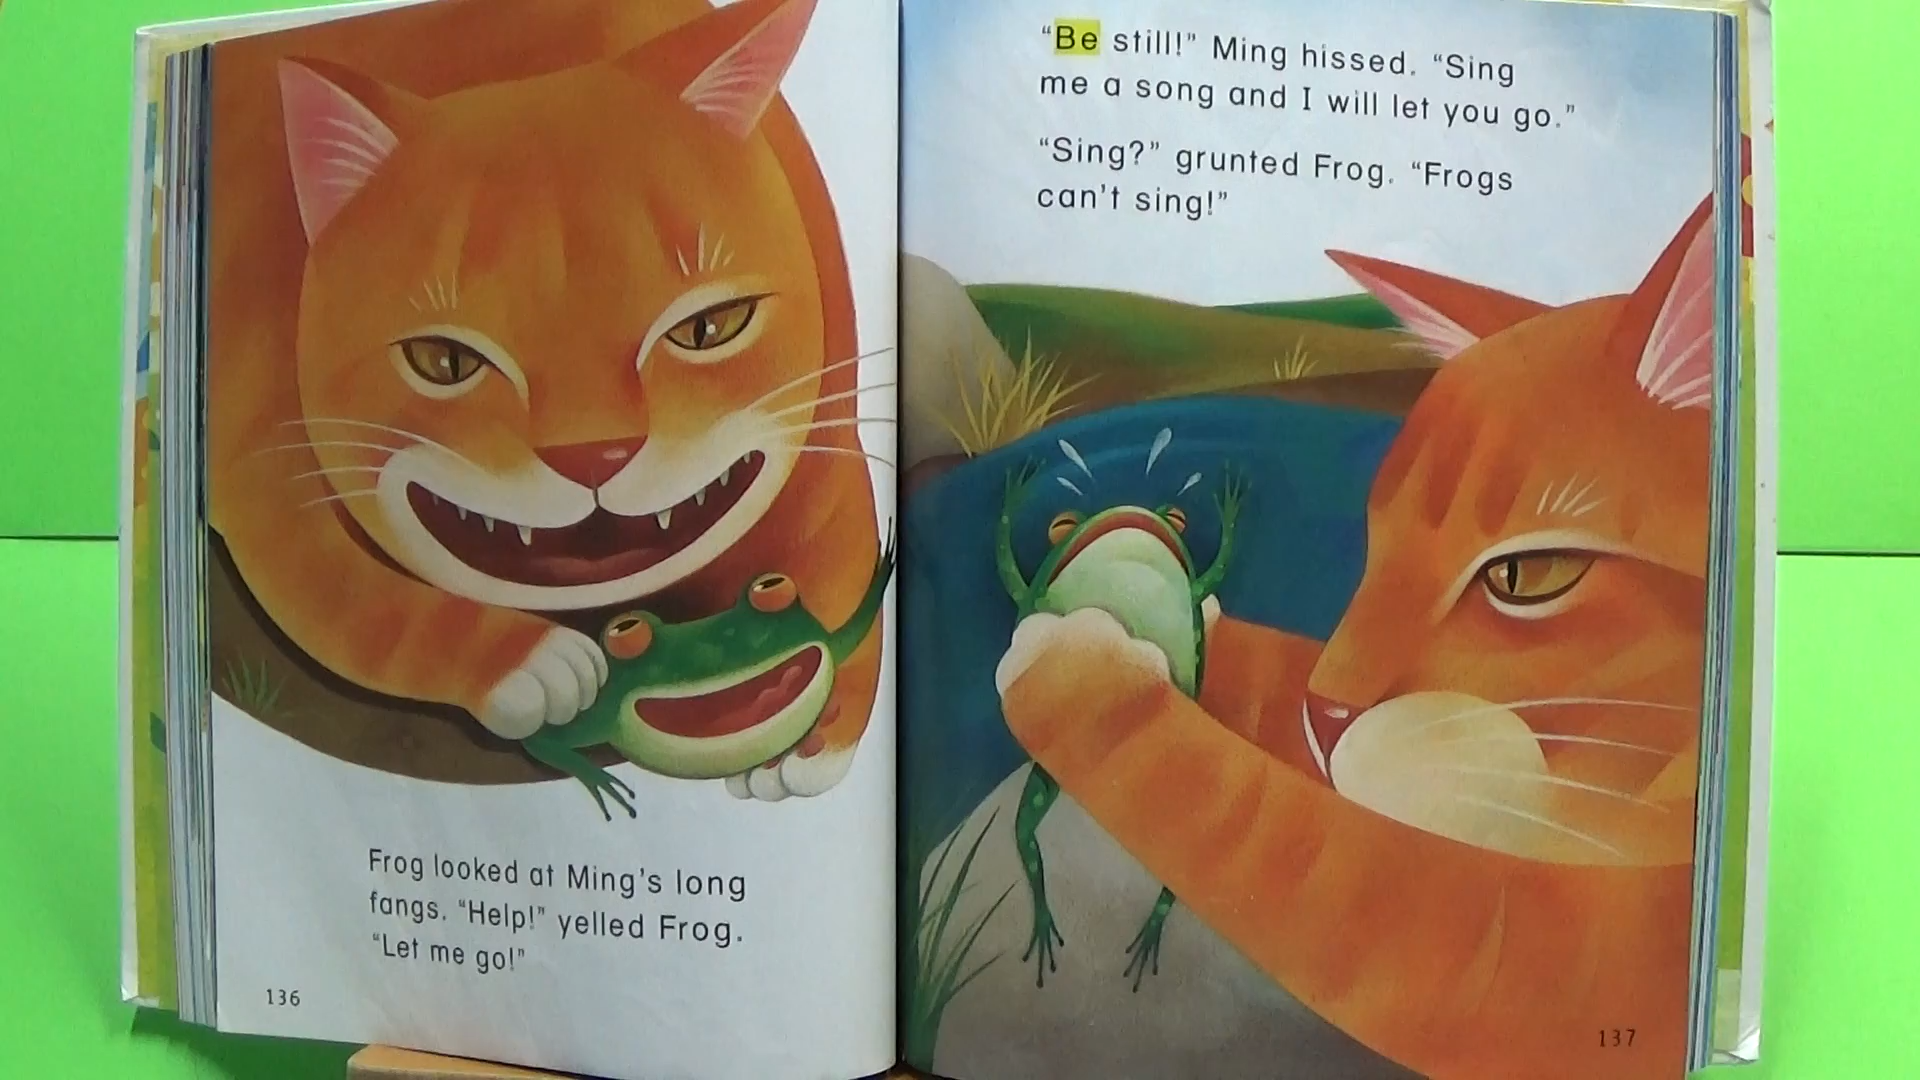 Frog looked at Ming's long
fangs. “Help!” yelled Frog.
“Let me go!”
136
“Be still!” Ming hissed. “Sing
me a song and I will let you go.”
“Sing?” grunted Frog. “Frogs
can't sing!”
137